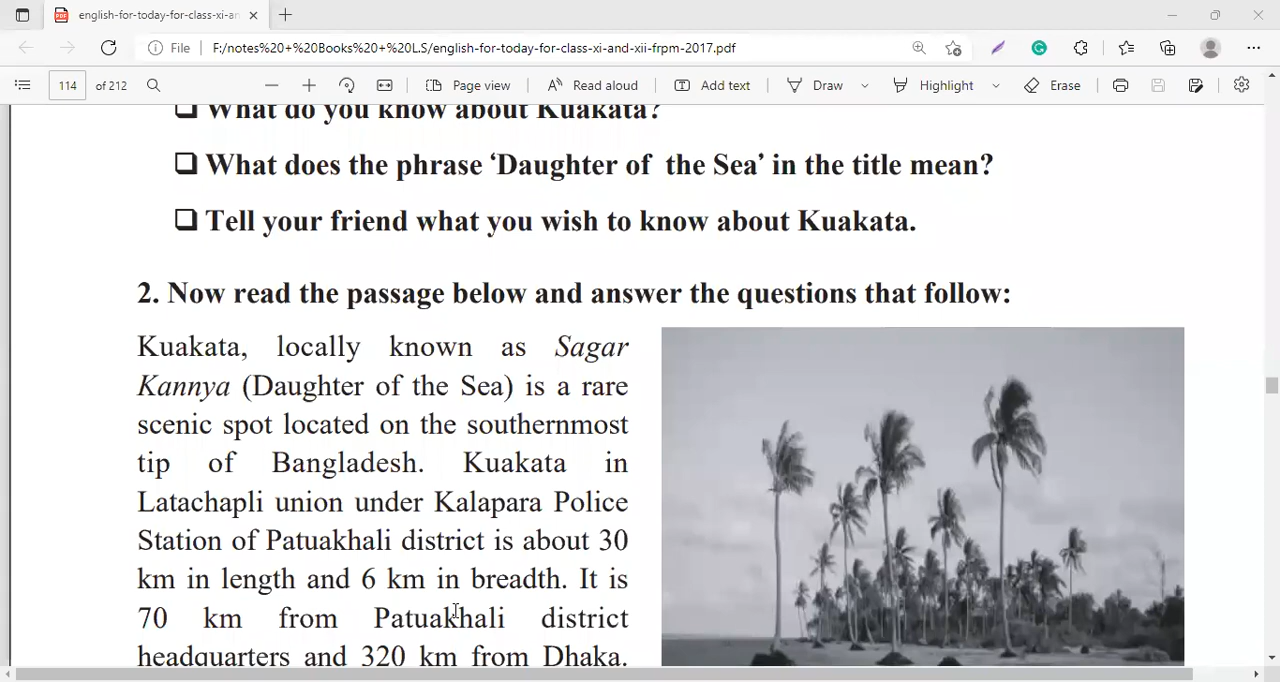 english-for-today-for-class-xi-an
File F:/notes%20+%20Books%20+%20L.S/english-for-today-for-class-xi-and-xii-frpm-2017.pdf
114 of 212 Page view Read aloud Add text Draw Highlight Erase
❑ What do you know about Kuakata?
❑ What does the phrase ‘Daughter of the Sea’ in the title mean?
❑ Tell your friend what you wish to know about Kuakata.
2. Now read the passage below and answer the questions that follow:
Kuakata, locally known as Sagar
Kannya (Daughter of the Sea) is a rare
scenic spot located on the southernmost
tip of Bangladesh. Kuakata in
Latachapli union under Kalapara Police
Station of Patuakhali district is about 30
km in length and 6 km in breadth. It is
70 km from Patuakhali district
headquarters and 320 km from Dhaka.